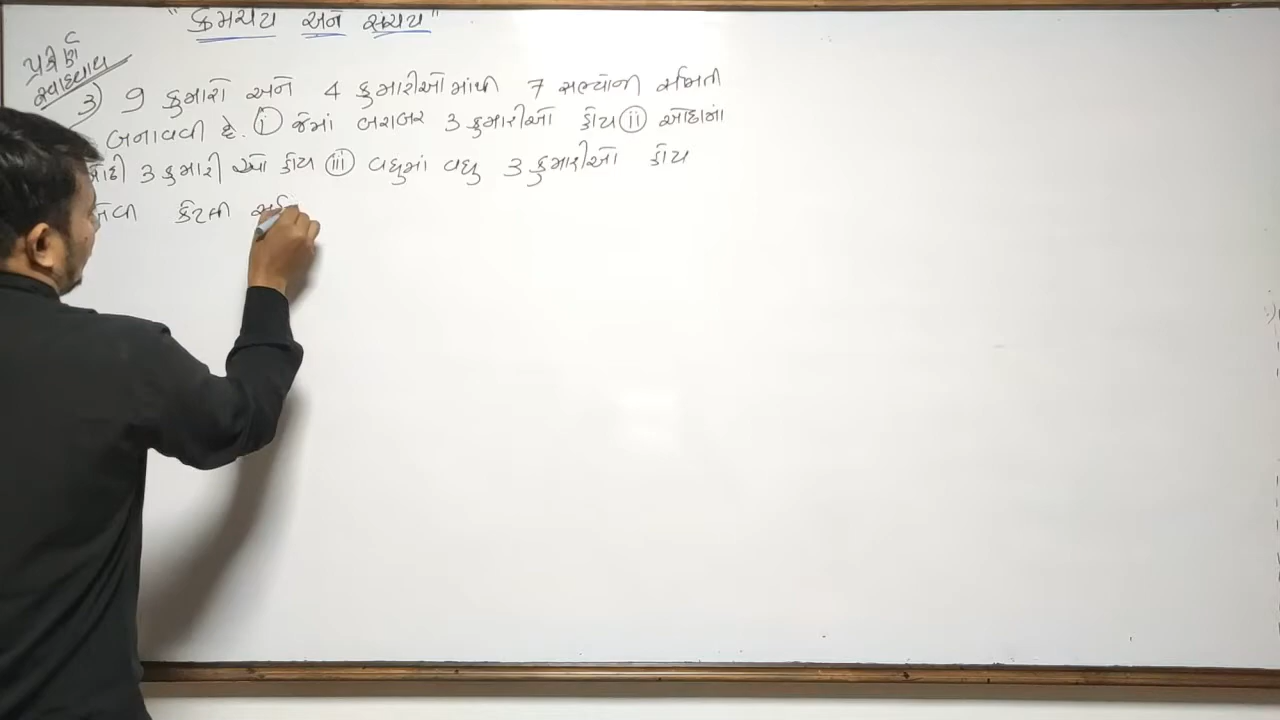 "ક્રમચય અને સંચય"
પ્રકીર્ણ
સ્વાધ્યાય
3) 9 કુમારો અને 4 કુમારીઓમાંથી 7 સભ્યોની સમિતી
બનાવવી છે. (i) જેમાં બરાબર 3 કુમારીઓ હોય (ii) ઓછામાં
3 કુમારી ઓ હોય (iii) વધુમાં વધુ 3 કુમારીઓ હોય
કેટલી